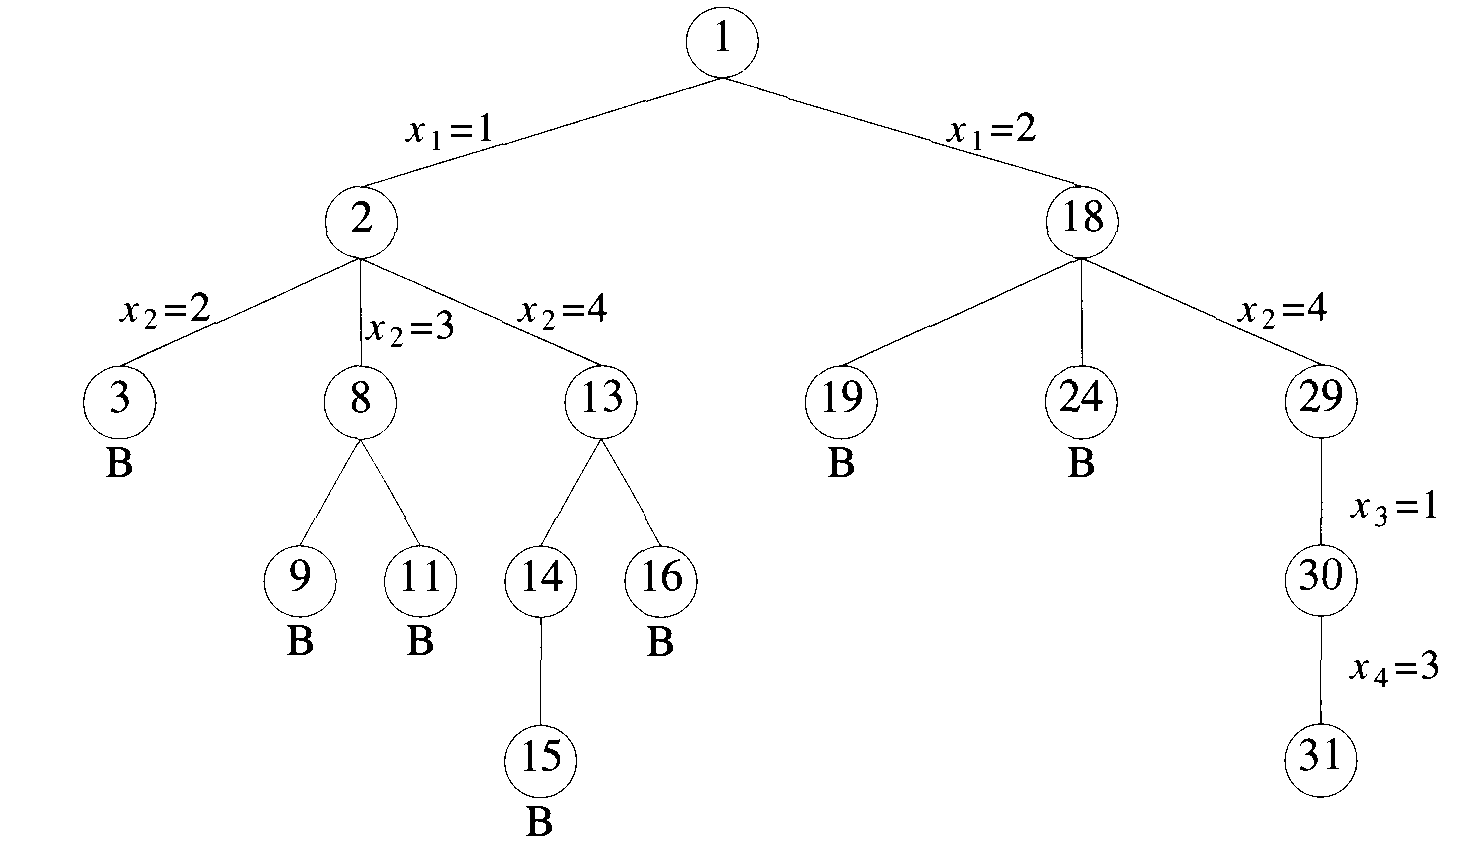 1
x1=1 x1=2
2 18
x2=2 x2=3 x2=4 x2=4
3 8 13 19 24 29
B B B
x3=1
9 11 14 16 30
B B B
x4=3
15 31
B